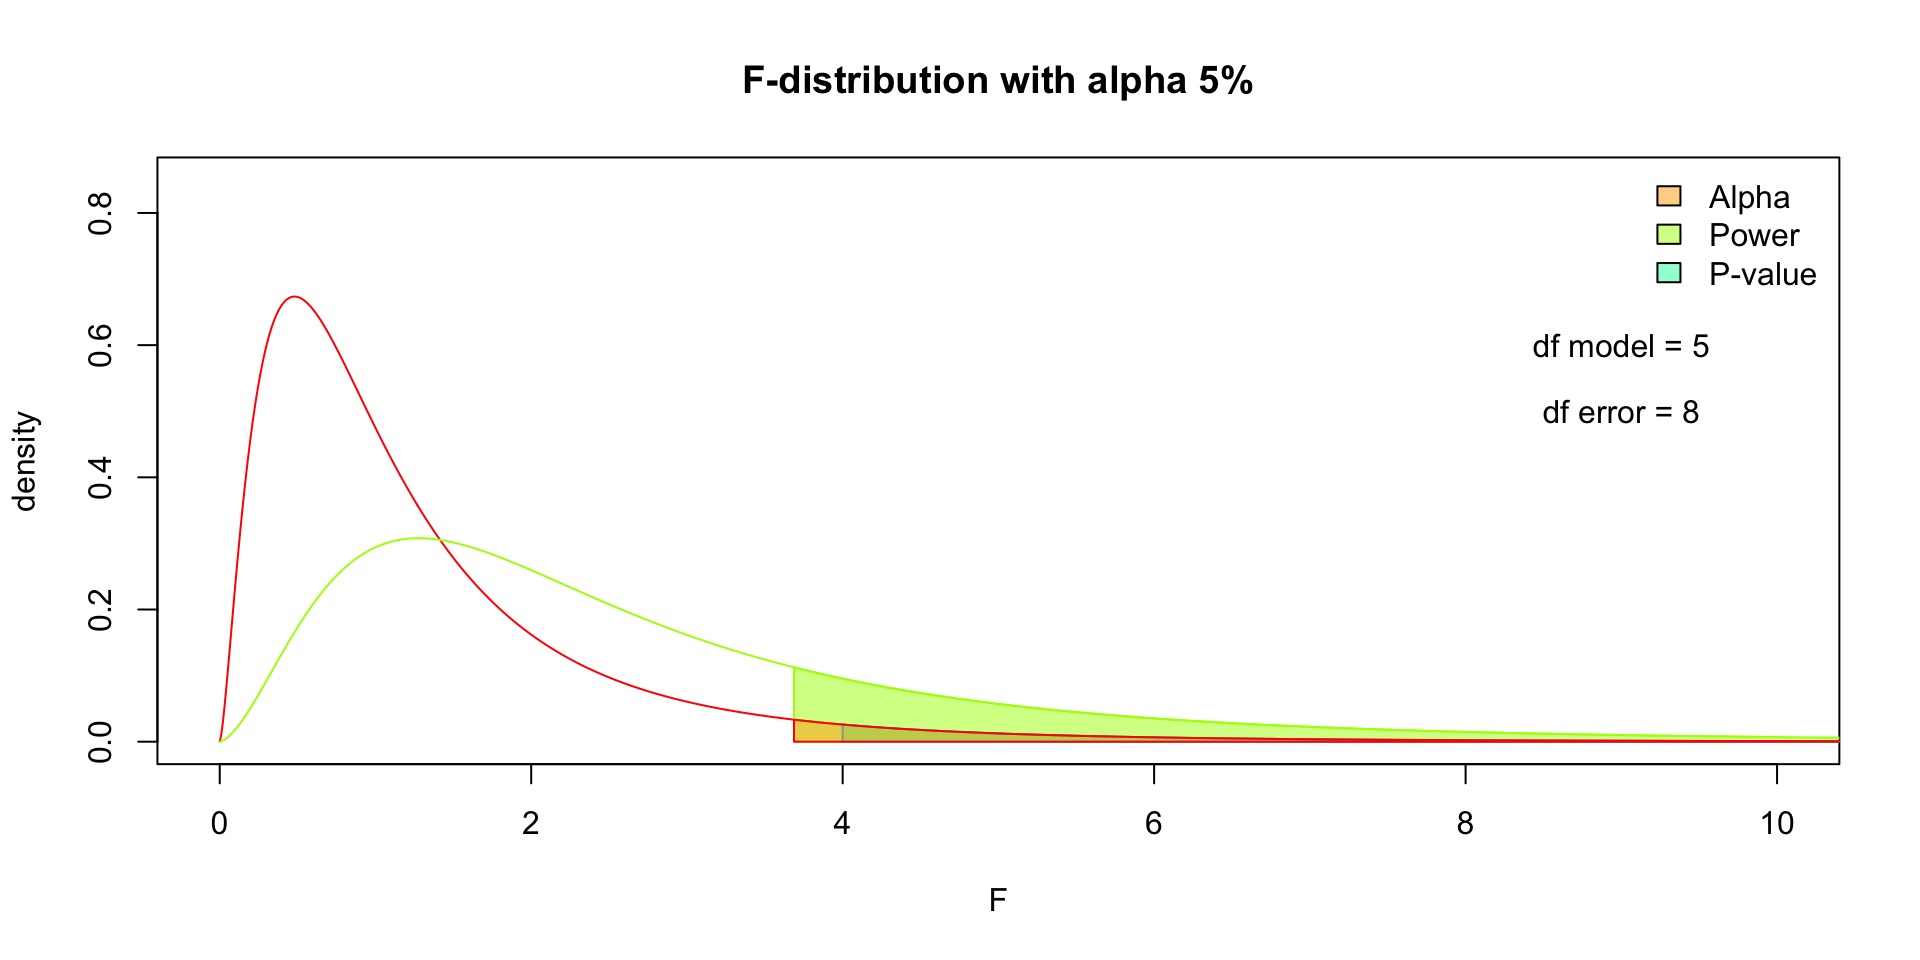 F-distribution with alpha 5%
Alpha
Power
P-value
df model = 5
df error = 8
density
0.8
0.6
0.4
0.2
0.0
0 2 4 6 8 10
F